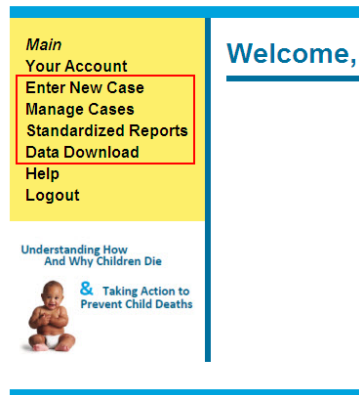 Main
Your Account
Enter New Case
Manage Cases
Standardized Reports
Data Download
Help
Logout
Welcome,
Understanding How
And Why Children Die
& Taking Action to
Prevent Child Deaths